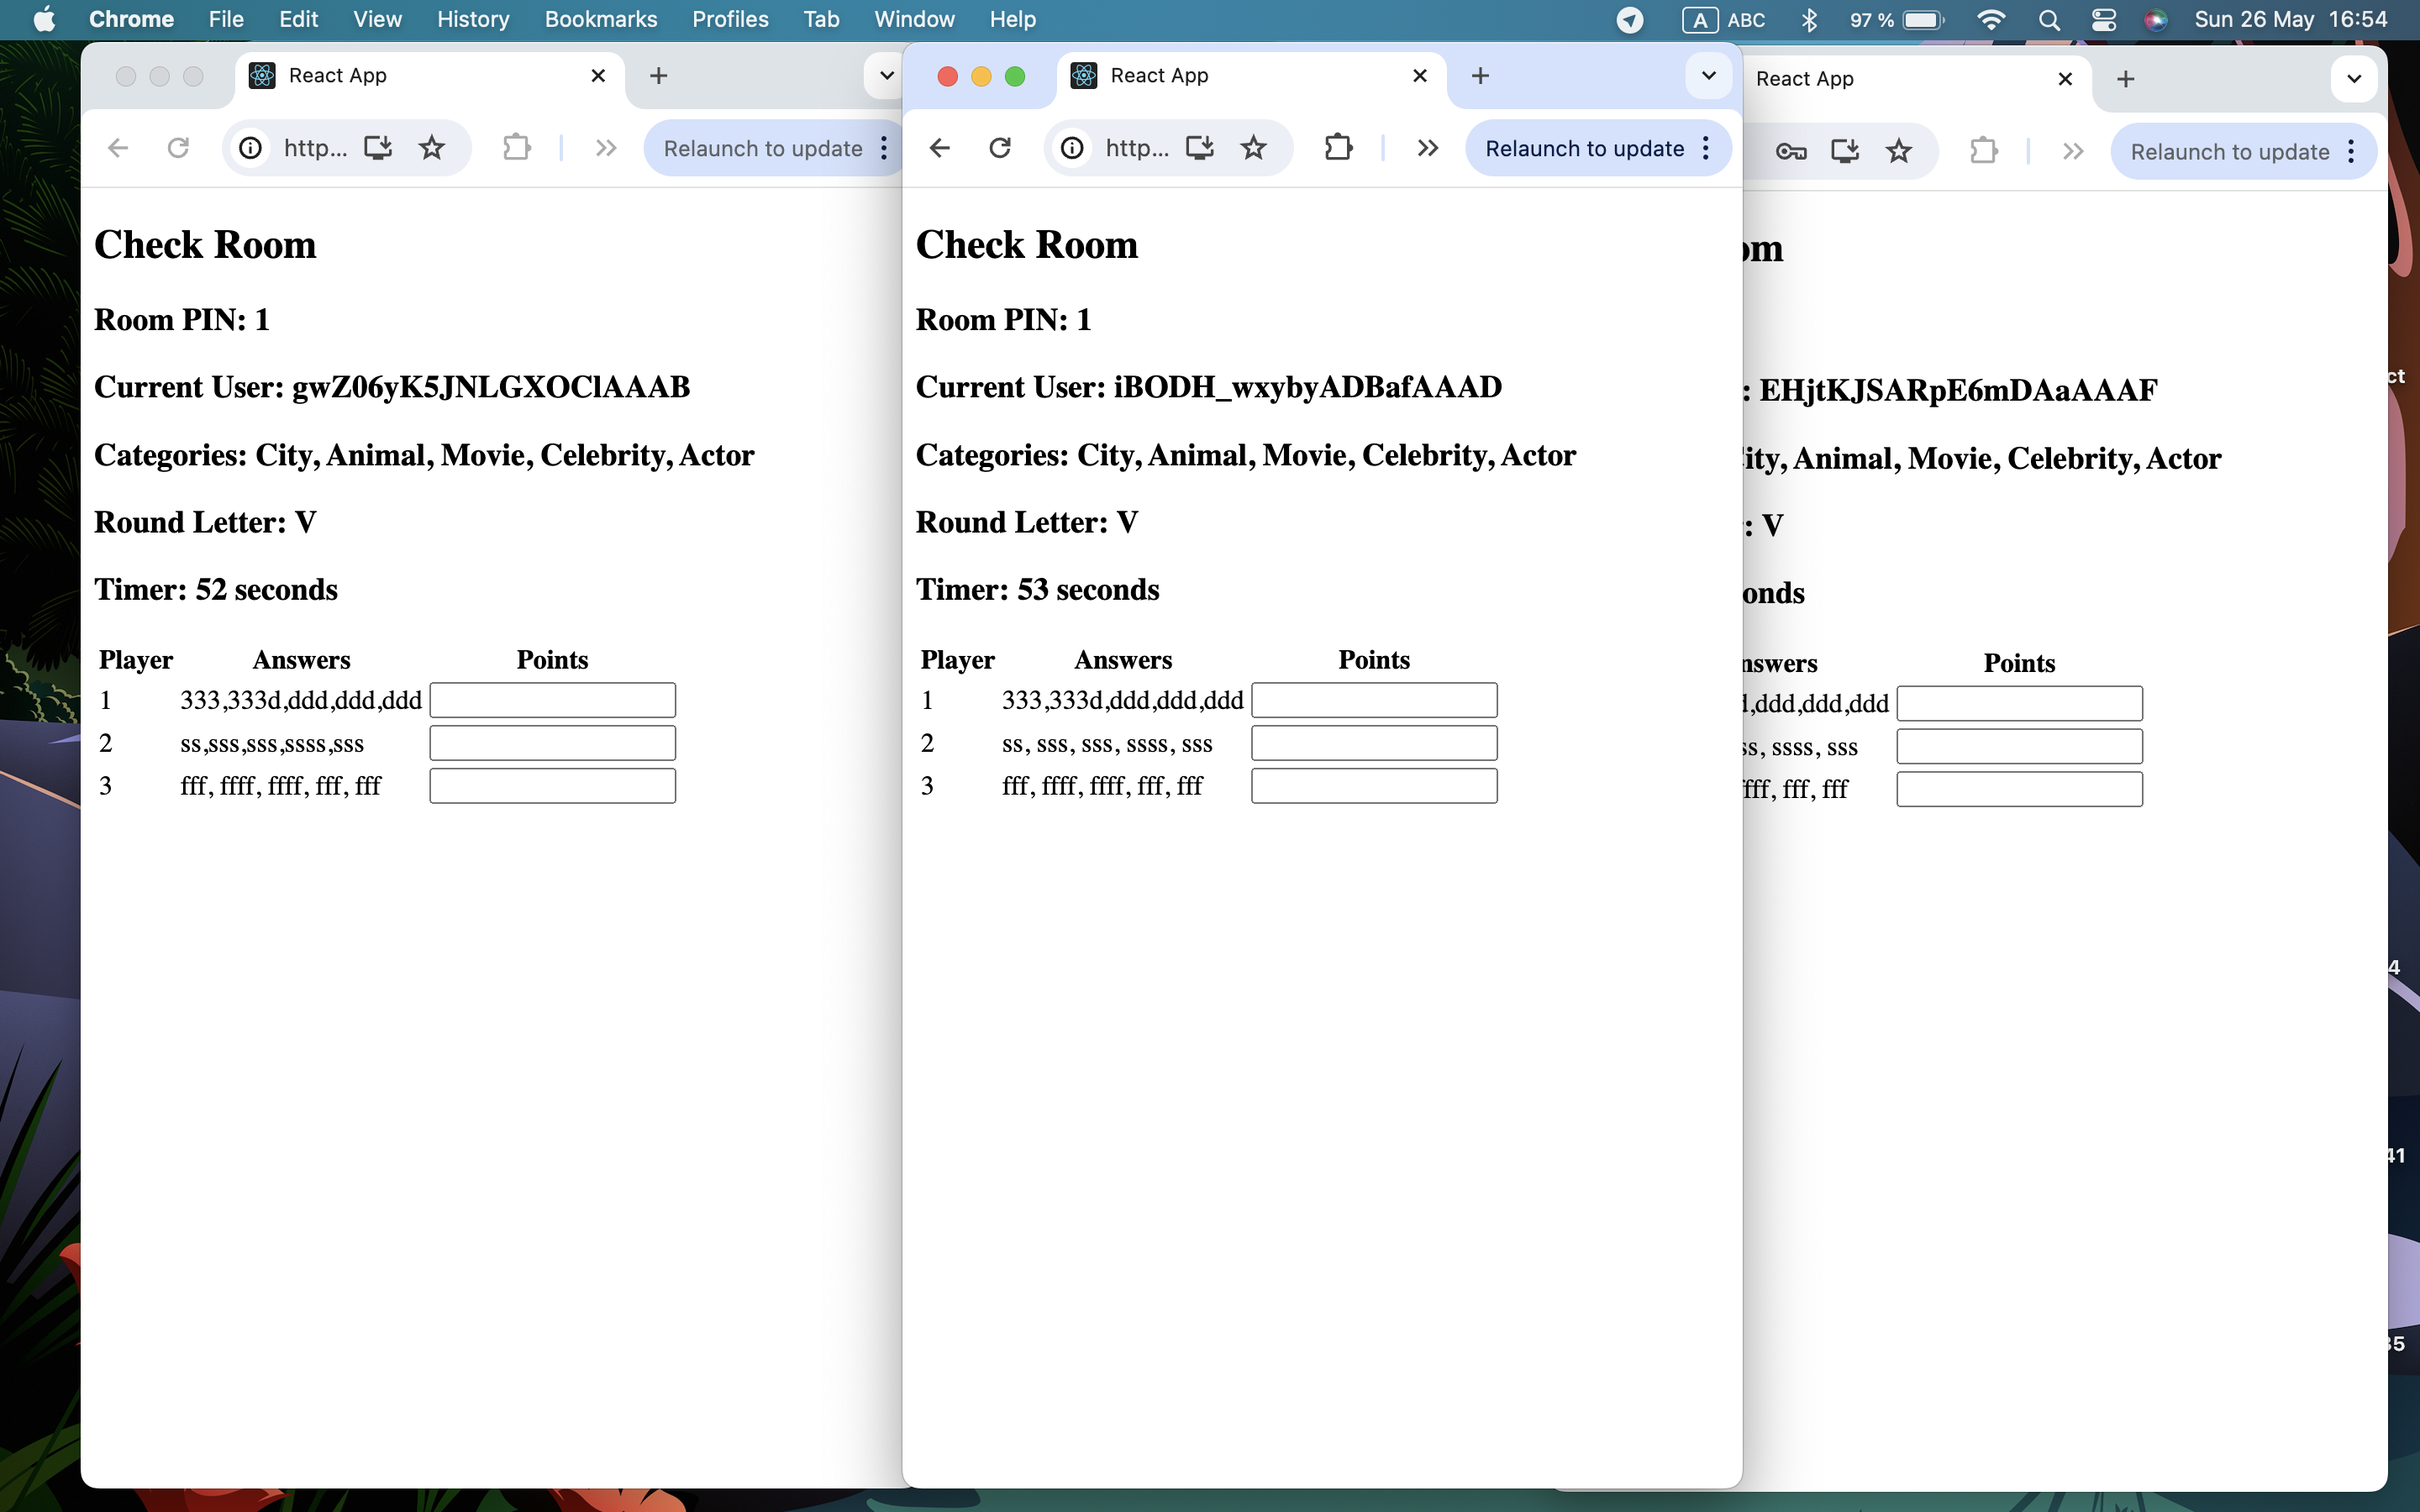 Chrome File Edit View History Bookmarks Profiles Tab Window Help A ABC 97 % Sun 26 May 16:54
React App
http... Relaunch to update
Check Room
Room PIN: 1
Current User: gwZ06yK5JNLGXOClAAAB
Categories: City, Animal, Movie, Celebrity, Actor
Round Letter: V
Timer: 52 seconds
Player Answers Points
1 333,333d,ddd,ddd,ddd
2 ss,sss,sss,ssss,sss
3 fff, ffff, ffff, fff, fff
React App
http... Relaunch to update
Check Room
Room PIN: 1
Current User: iBODH_wxybyADBafAAAD
Categories: City, Animal, Movie, Celebrity, Actor
Round Letter: V
Timer: 53 seconds
Player Answers Points
1 333,333d,ddd,ddd,ddd
2 ss, sss, sss, ssss, sss
3 fff, ffff, ffff, fff, fff
React App
Relaunch to update
om
: EHjtKJSARpE6mDAaAAAF
ity, Animal, Movie, Celebrity, Actor
: V
onds
nswers Points
,ddd,ddd,ddd
ss, ssss, sss
fff, fff, fff
ct
4
41
35